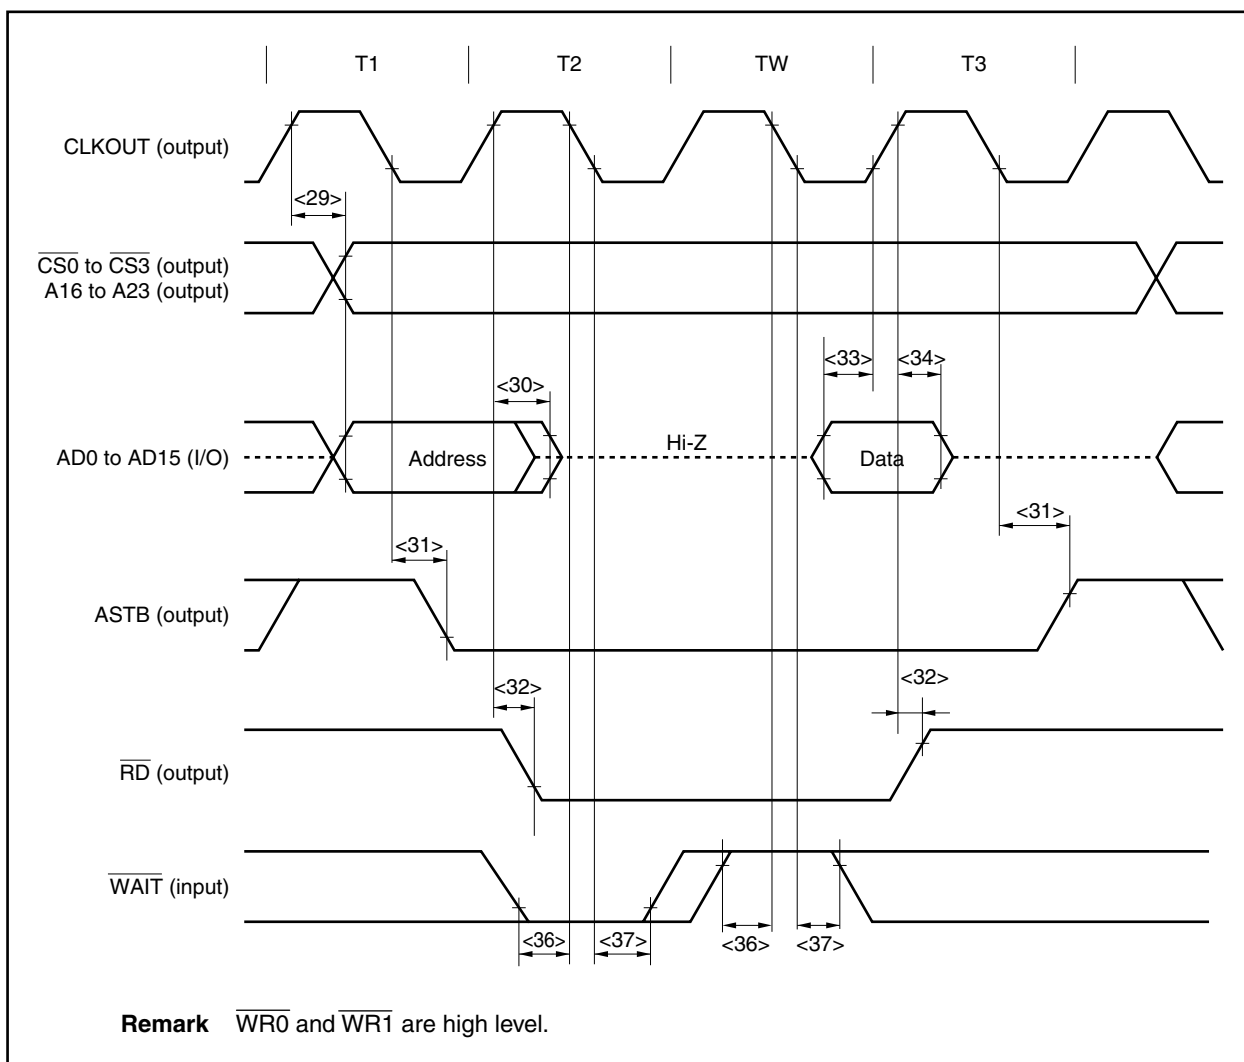 T1 T2 TW T3
CLKOUT (output)
<29>
CS0 to CS3 (output)
A16 to A23 (output)
<33> <34>
<30>
AD0 to AD15 (I/O) Address Hi-Z Data
<31>
<31>
ASTB (output)
<32>
<32>
RD (output)
WAIT (input)
<36> <37> <36> <37>
Remark WR0 and WR1 are high level.